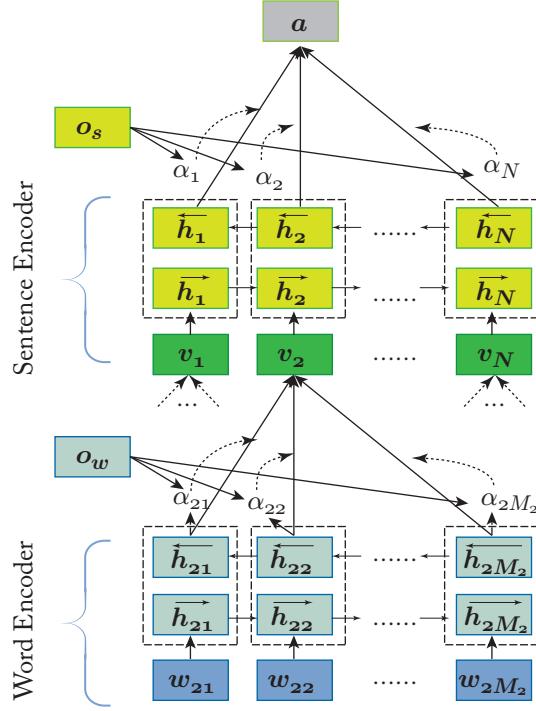 a
o_s
α_1 α_2 α_N
Sentence Encoder
←h_1 ←h_2 ...... ←h_N
→h_1 →h_2 ...... →h_N
v_1 v_2 ...... v_N
... ...
o_w
α_21 α_22 α_2M_2
Word Encoder
←h_21 ←h_22 ...... ←h_2M_2
→h_21 →h_22 ...... →h_2M_2
w_21 w_22 ...... w_2M_2